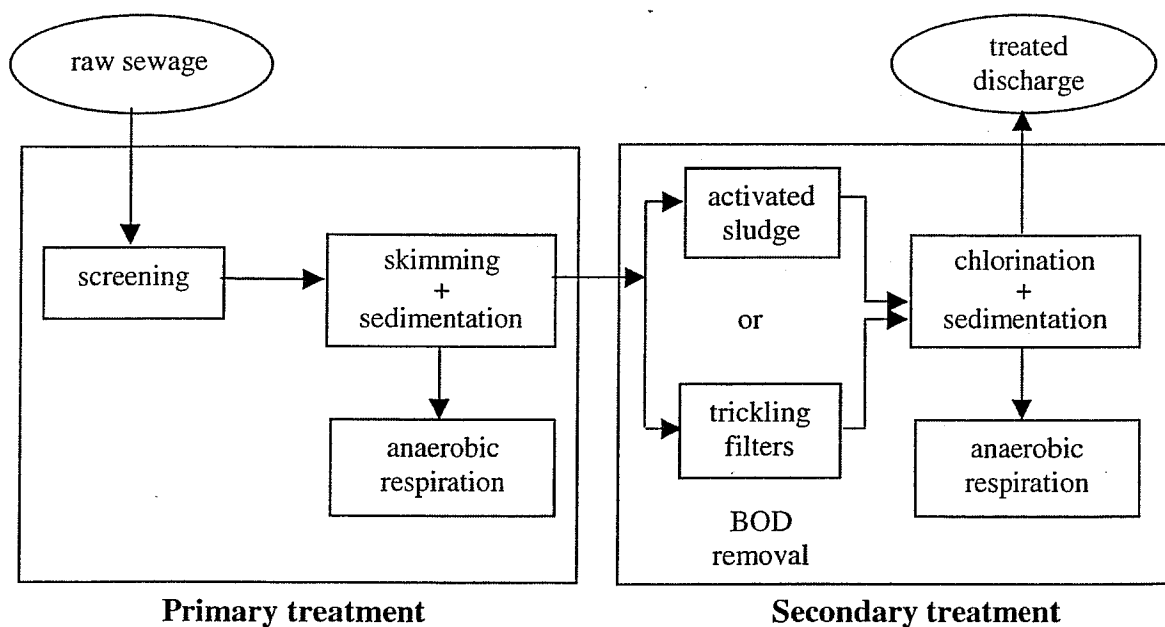 raw sewage
treated
discharge
screening
skimming
+
sedimentation
anaerobic
respiration
activated
sludge
or
trickling
filters
BOD
removal
chlorination
+
sedimentation
anaerobic
respiration
Primary treatment
Secondary treatment